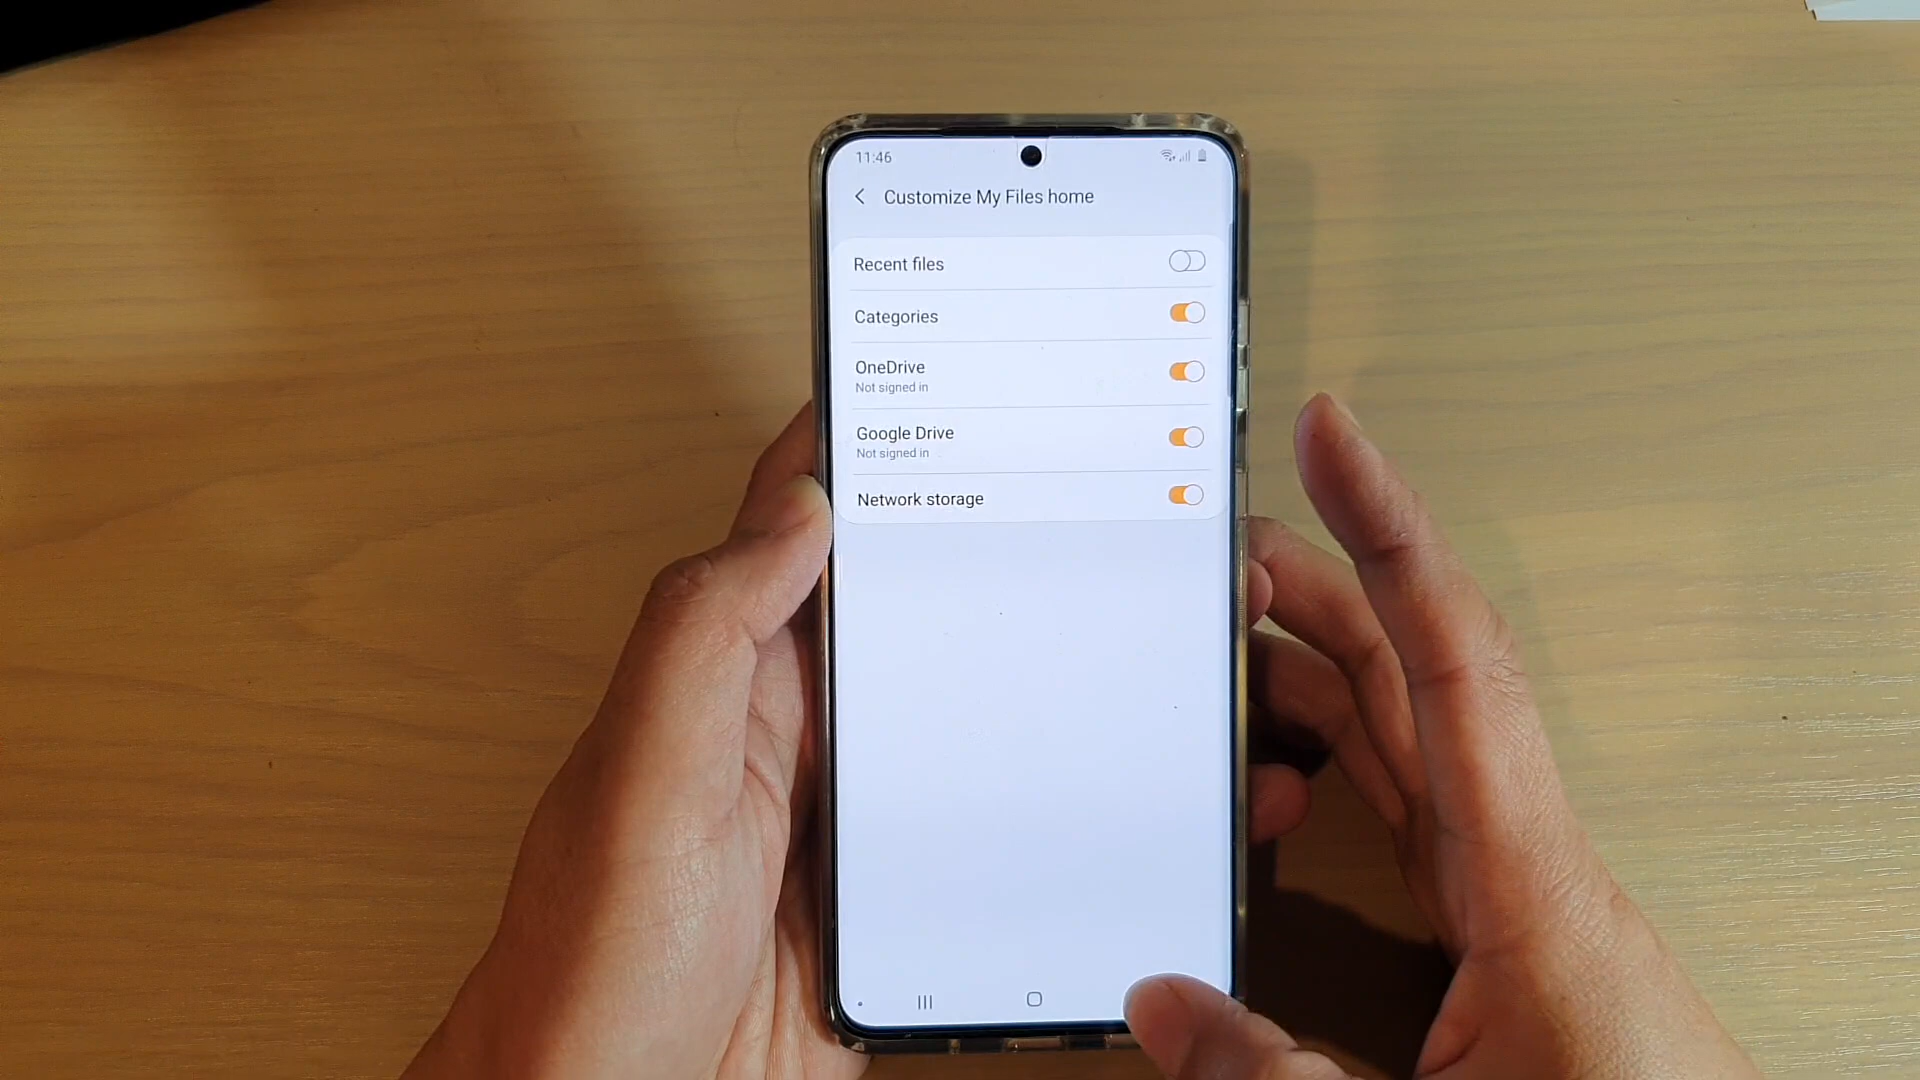 11:46
Customize My Files home
Recent files
Categories
OneDrive
Not signed in
Google Drive
Not signed in
Network storage